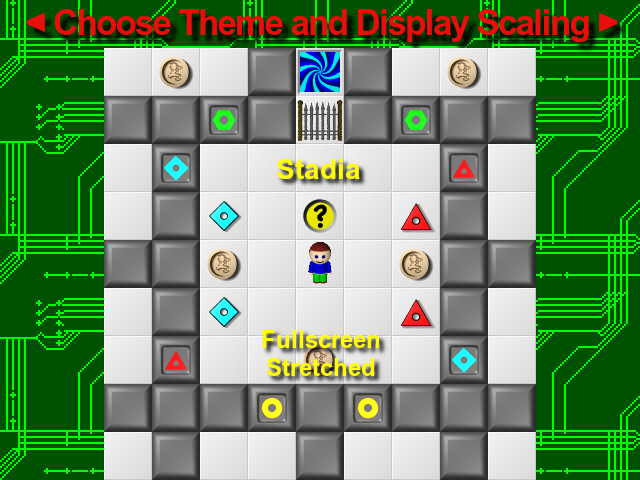 Choose Theme and Display Scaling
Stadia
?
Fullscreen
Stretched